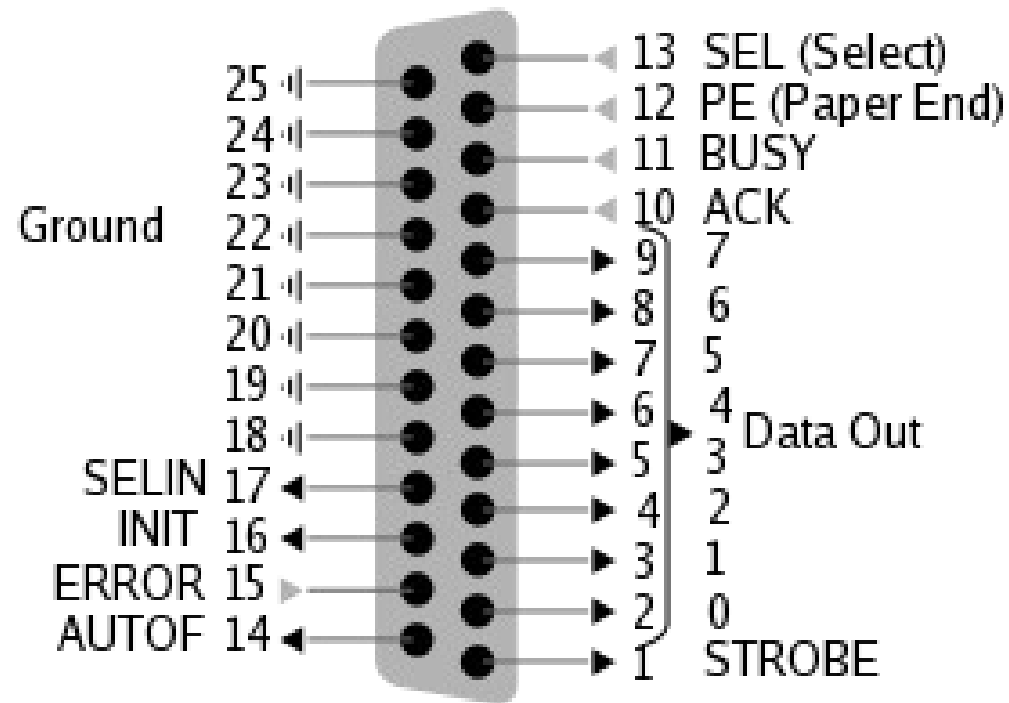 13 SEL (Select)
25
12 PE (Paper End)
24
11 BUSY
23
10 ACK
Ground
22
9 7
21
8 6
20
7 5
19
6 4
Data Out
18
5 3
SELIN 17
4 2
INIT 16
3 1
ERROR 15
2 0
AUTOF 14
1 STROBE